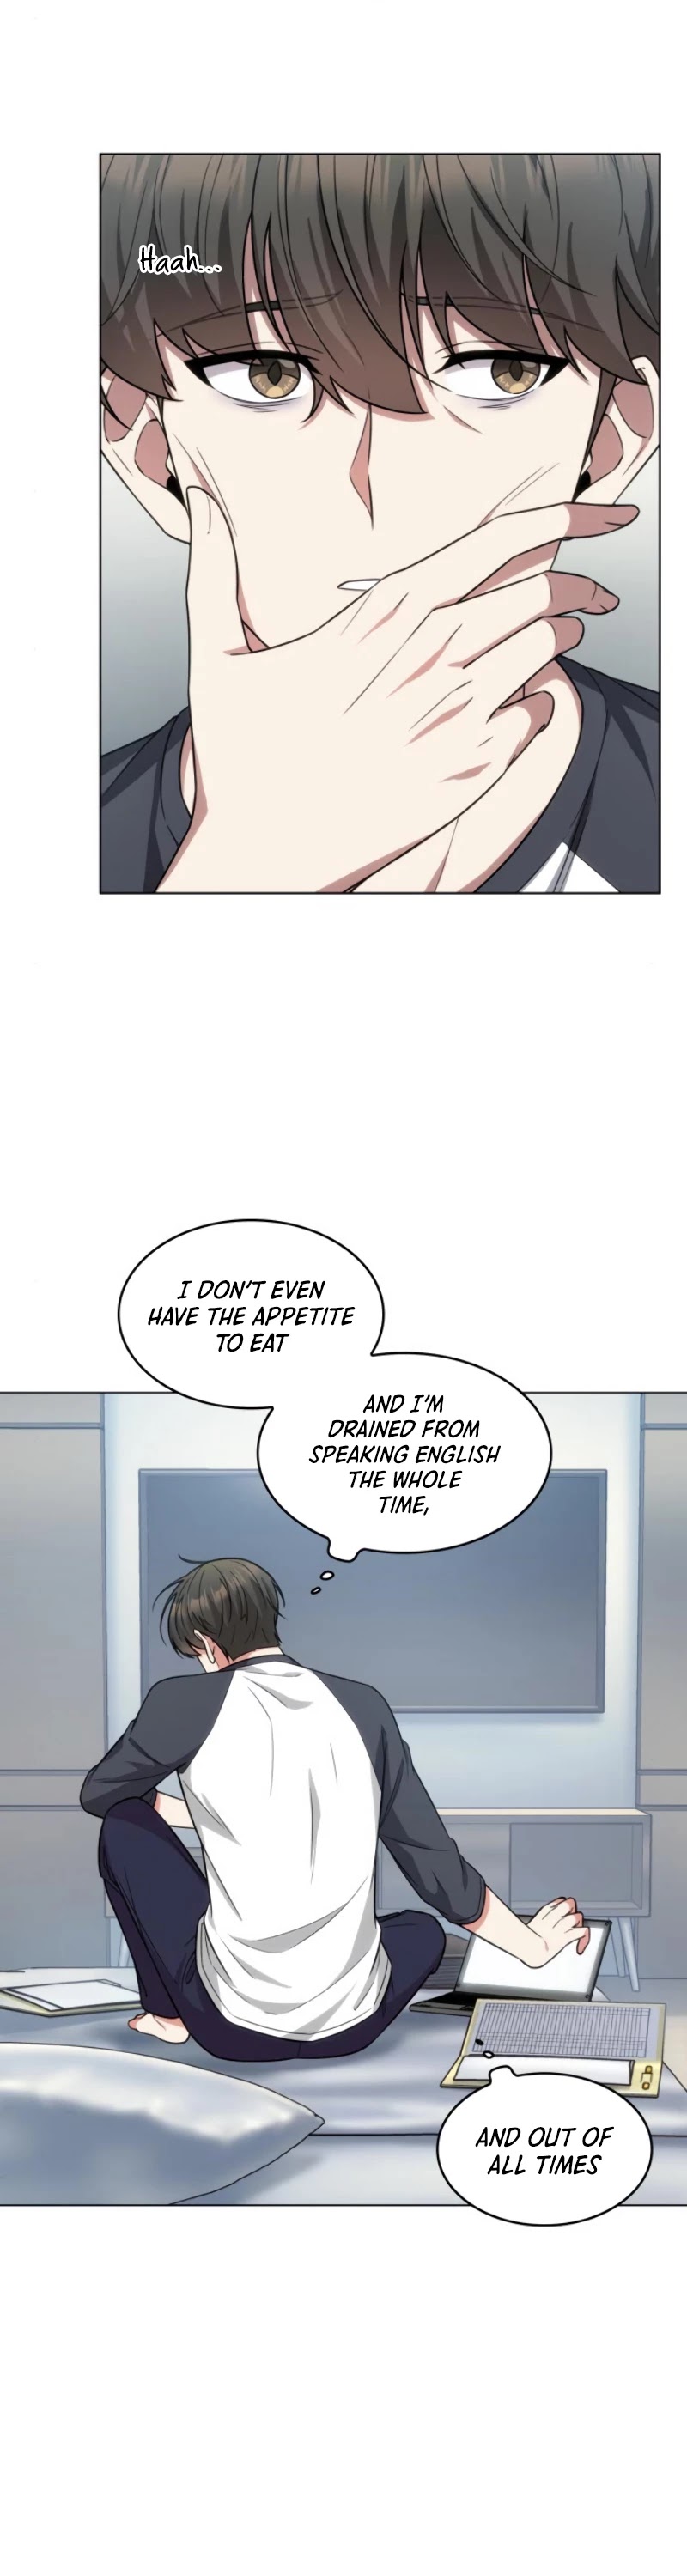 Haah...
I DON'T EVEN
HAVE THE APPETITE
TO EAT
AND I'M
DRAINED FROM
SPEAKING ENGLISH
THE WHOLE
TIME,
AND OUT OF
ALL TIMES